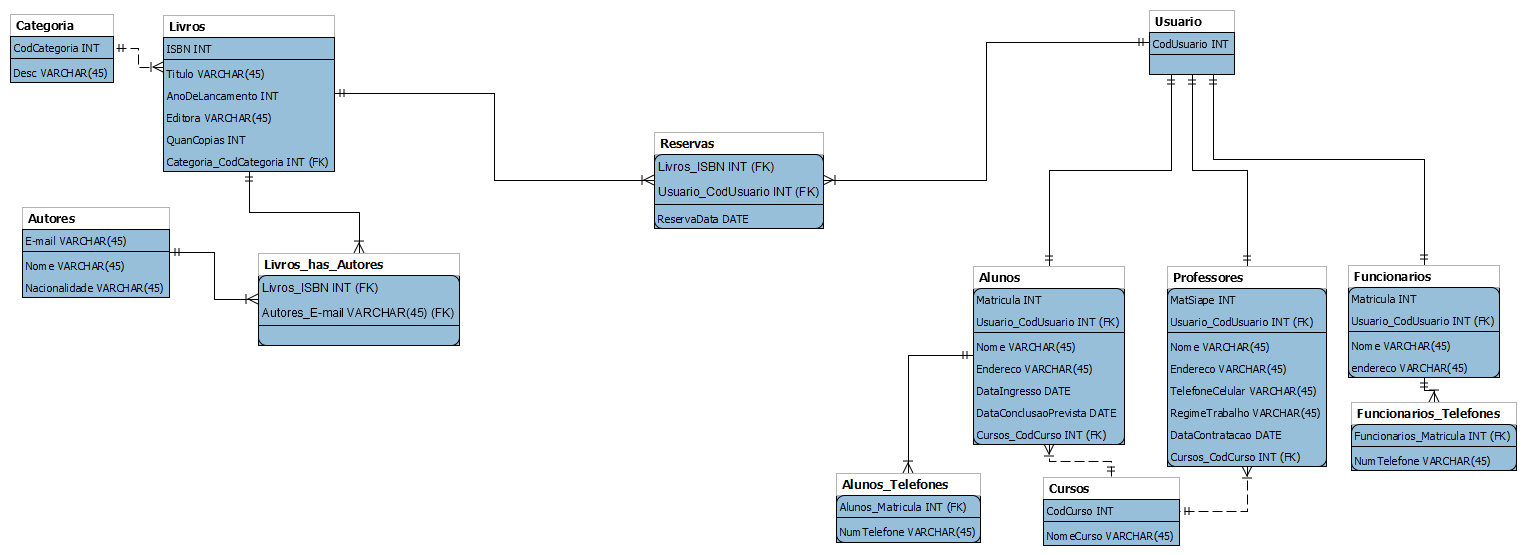 Categoria
CodCategoria INT
Desc VARCHAR(45)
Livros
ISBN INT
Titulo VARCHAR(45)
AnoDeLancamento INT
Editora VARCHAR(45)
QuanCopias INT
Categoria_CodCategoria INT (FK)
Usuario
CodUsuario INT
Reservas
Livros_ISBN INT (FK)
Usuario_CodUsuario INT (FK)
ReservaData DATE
Autores
E-mail VARCHAR(45)
Nome VARCHAR(45)
Nacionalidade VARCHAR(45)
Livros_has_Autores
Livros_ISBN INT (FK)
Autores_E-mail VARCHAR(45) (FK)
Alunos
Matricula INT
Usuario_CodUsuario INT (FK)
Nome VARCHAR(45)
Endereco VARCHAR(45)
DataIngresso DATE
DataConclusaoPrevista DATE
Cursos_CodCurso INT (FK)
Professores
MatSiape INT
Usuario_CodUsuario INT (FK)
Nome VARCHAR(45)
Endereco VARCHAR(45)
TelefoneCelular VARCHAR(45)
RegimeTrabalho VARCHAR(45)
DataContratacao DATE
Cursos_CodCurso INT (FK)
Funcionarios
Matricula INT
Usuario_CodUsuario INT (FK)
Nome VARCHAR(45)
endereco VARCHAR(45)
Funcionarios_Telefones
Funcionarios_Matricula INT (FK)
NumTelefone VARCHAR(45)
Alunos_Telefones
Alunos_Matricula INT (FK)
NumTelefone VARCHAR(45)
Cursos
CodCurso INT
NomeCurso VARCHAR(45)